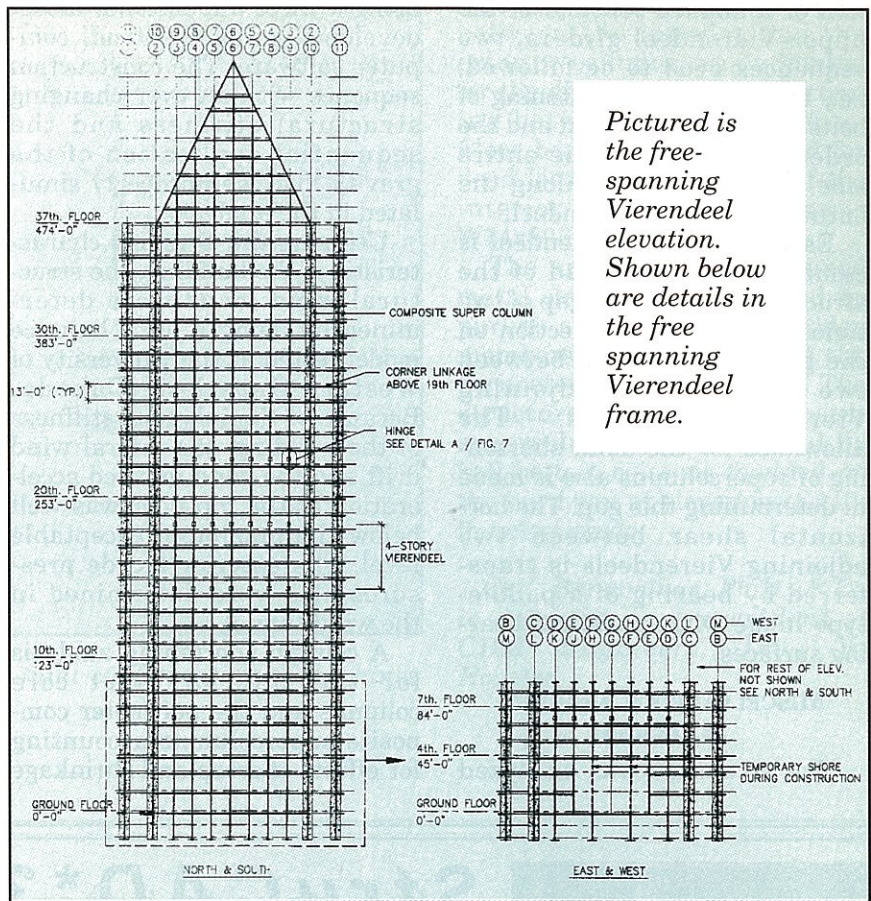 10 9 8 7 6 5 4 3 2 1
2 3 4 5 6 7 8 9 10 11
Pictured is
the free-
spanning
Vierendeel
elevation.
Shown below
are details in
the free
spanning
Vierendeel
frame.
37th. FLOOR
474'-0"
COMPOSITE SUPER COLUMN
30th. FLOOR
383'-0"
CORNER LINKAGE
ABOVE 19th FLOOR
13'-0" (TYP.)
HINGE
SEE DETAIL A / FIG. 7
20th. FLOOR
253'-0"
4-STORY
VIERENDEEL
10th. FLOOR
123'-0"
GROUND FLOOR
0'-0"
NORTH & SOUTH
B C D E F G H J K L M WEST
M L K J H G F E D C B EAST
FOR REST OF ELEV.
NOT SHOWN
SEE NORTH & SOUTH
7th. FLOOR
84'-0"
4th. FLOOR
45'-0"
TEMPORARY SHORE
DURING CONSTRUCTION
GROUND FLOOR
0'-0"
EAST & WEST